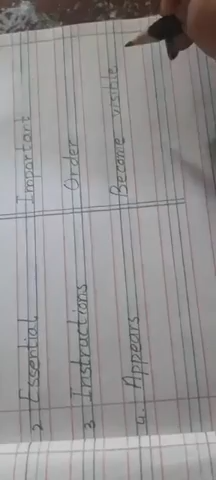 2 Essential Important
3 Instructions Order
4. Appears Become visible